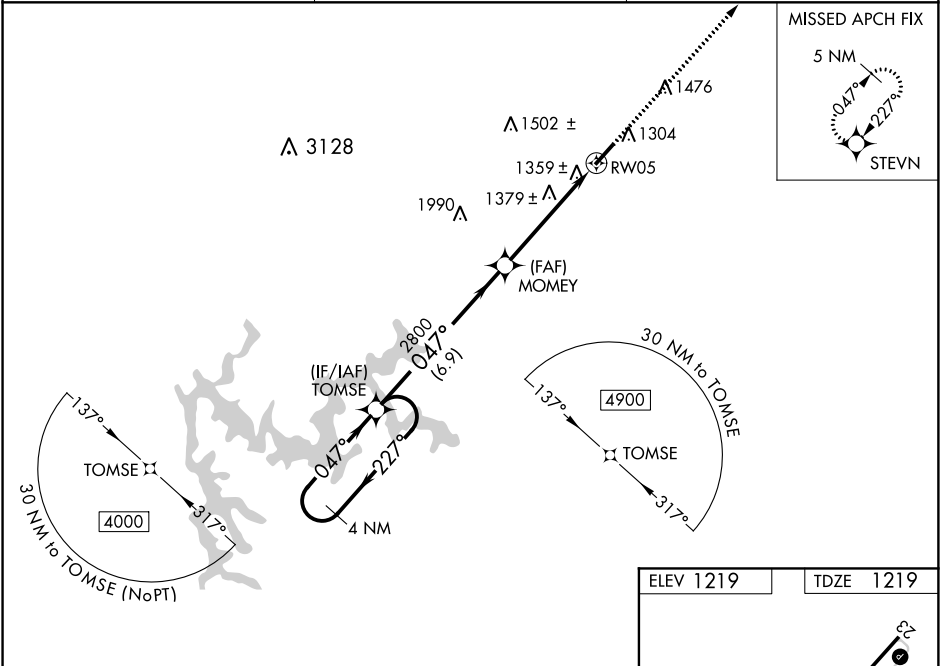 MISSED APCH FIX
5 NM
047°
227°
STEVN
1476
1502 ±
1304
3128
1359 ±
RW05
1379 ±
1990
(FAF)
MOMEY
2800
047°
(6.9)
(IF/IAF)
TOMSE
047°
227°
4 NM
30 NM to TOMSE
137°
4900
TOMSE
317°
137°
TOMSE
4000
317°
30 NM to TOMSE (NoPT)
ELEV 1219
TDZE 1219
23